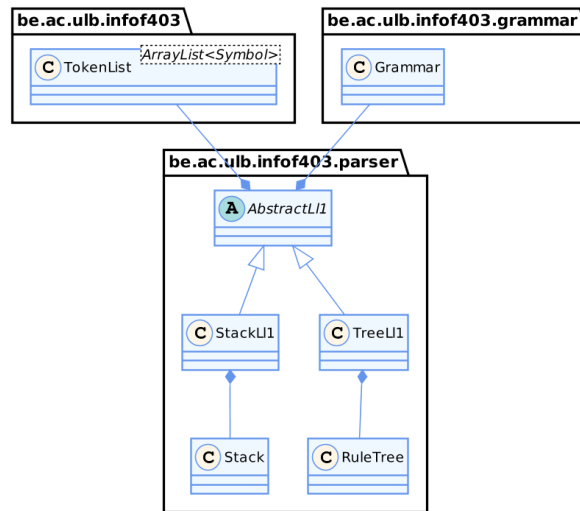 be.ac.ulb.infof403
be.ac.ulb.infof403.grammar
ArrayList<Symbol>
C TokenList
C Grammar
be.ac.ulb.infof403.parser
A AbstractLl1
C StackLl1
C TreeLl1
C Stack
C RuleTree